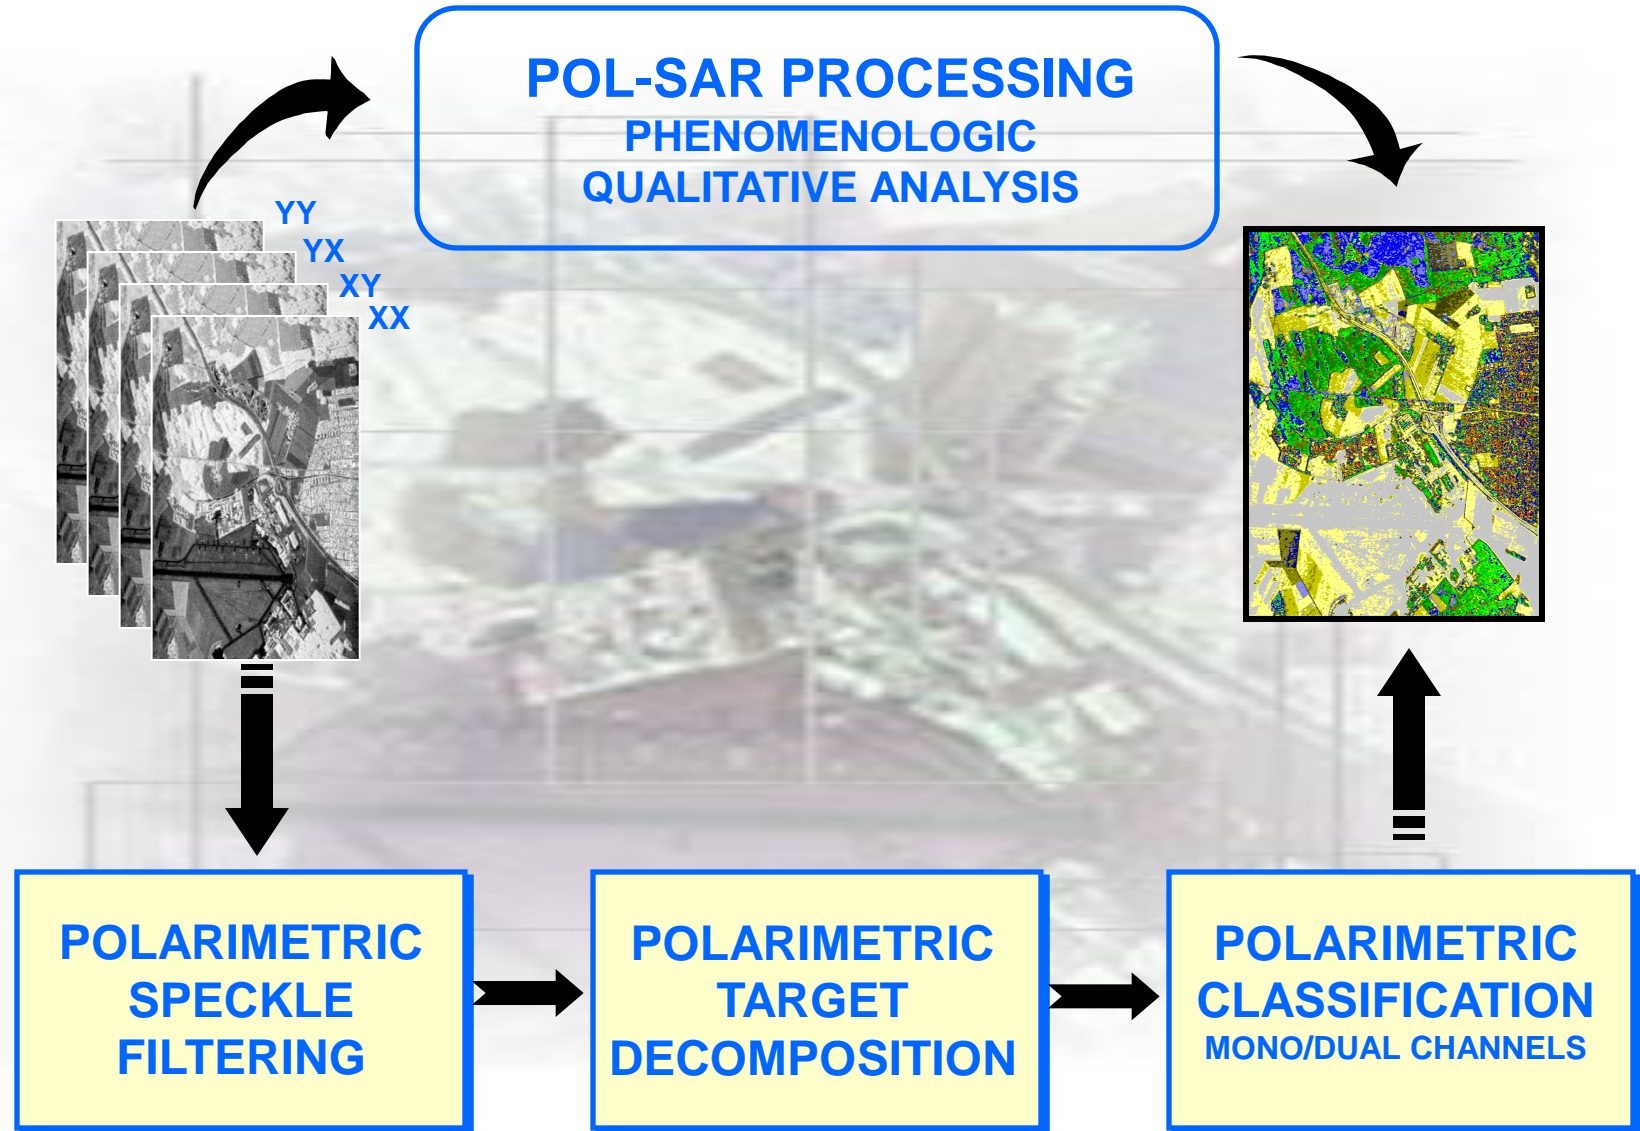 POL-SAR PROCESSING
PHENOMENOLOGIC
QUALITATIVE ANALYSIS
YY
YX
XY
XX
POLARIMETRIC
SPECKLE
FILTERING
POLARIMETRIC
TARGET
DECOMPOSITION
POLARIMETRIC
CLASSIFICATION
MONO/DUAL CHANNELS